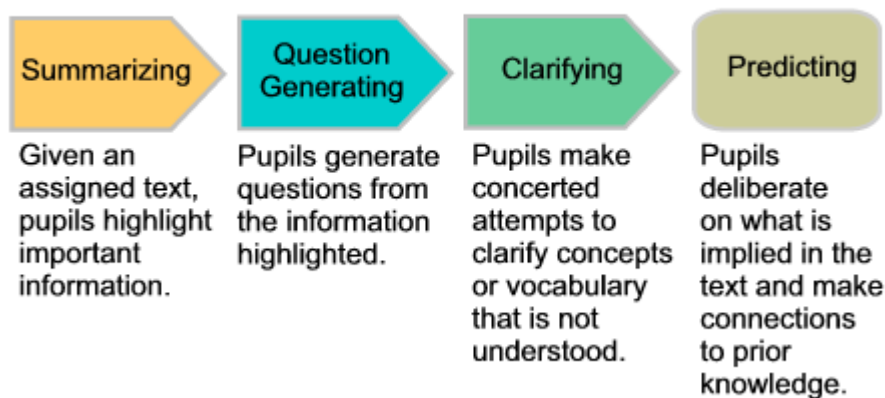 Summarizing
Given an
assigned text,
pupils highlight
important
information.
Question
Generating
Pupils generate
questions from
the information
highlighted.
Clarifying
Pupils make
concerted
attempts to
clarify concepts
or vocabulary
that is not
understood.
Predicting
Pupils
deliberate
on what is
implied in the
text and make
connections
to prior
knowledge.